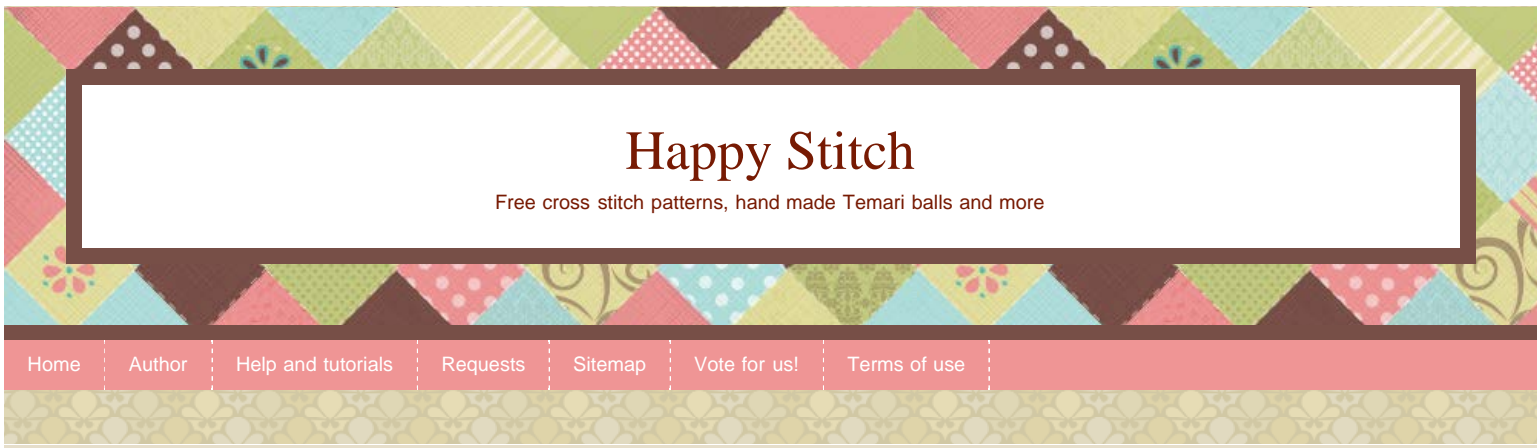 Happy Stitch
Free cross stitch patterns, hand made Temari balls and more
Home Author Help and tutorials Requests Sitemap Vote for us! Terms of use